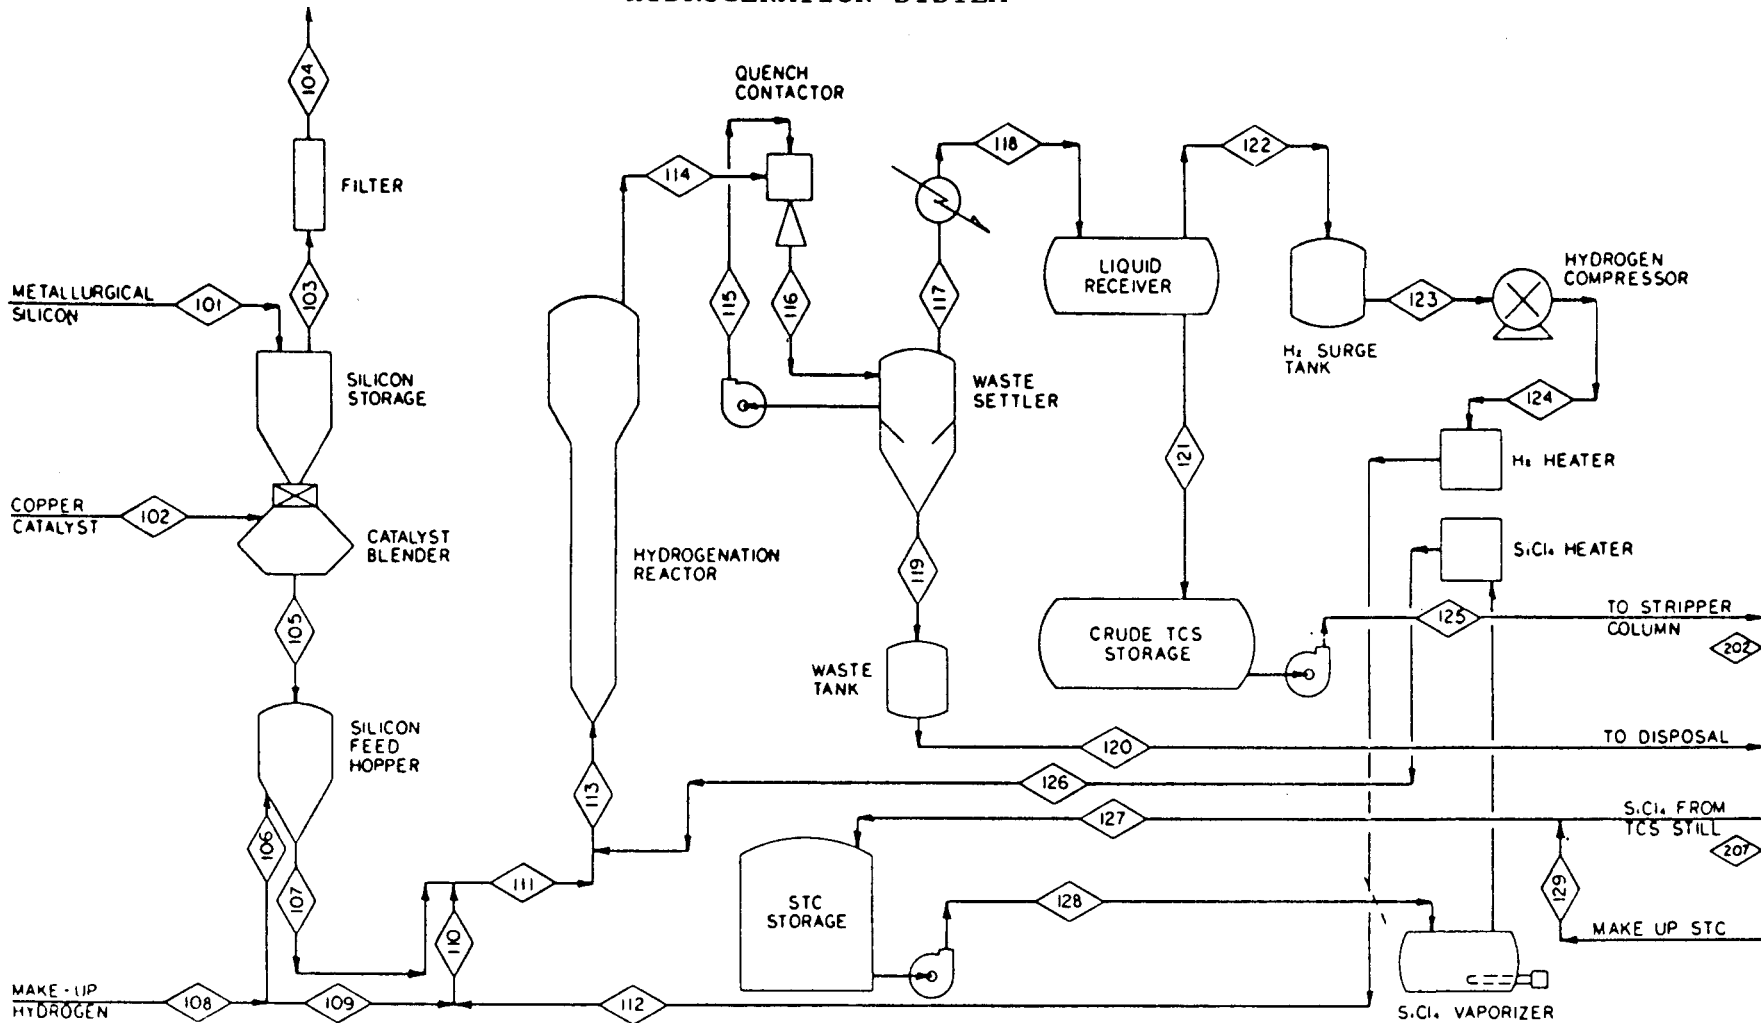 HYDROGENATION SYSTEM
104
QUENCH
CONTACTOR
118
122
FILTER
114
103
115
116
117
LIQUID
RECEIVER
HYDROGEN
COMPRESSOR
METALLURGICAL
SILICON
101
123
H₂ SURGE
TANK
SILICON
STORAGE
WASTE
SETTLER
124
121
H₂ HEATER
COPPER
CATALYST
102
CATALYST
BLENDER
HYDROGENATION
REACTOR
119
SiCl₄ HEATER
105
CRUDE TCS
STORAGE
125
TO STRIPPER
COLUMN
202
WASTE
TANK
SILICON
FEED
HOPPER
120
TO DISPOSAL
113
126
106
127
SiCl₄ FROM
TCS STILL
207
107
111
129
STC
STORAGE
128
110
MAKE UP STC
MAKE-UP
HYDROGEN
108
109
112
SiCl₄ VAPORIZER